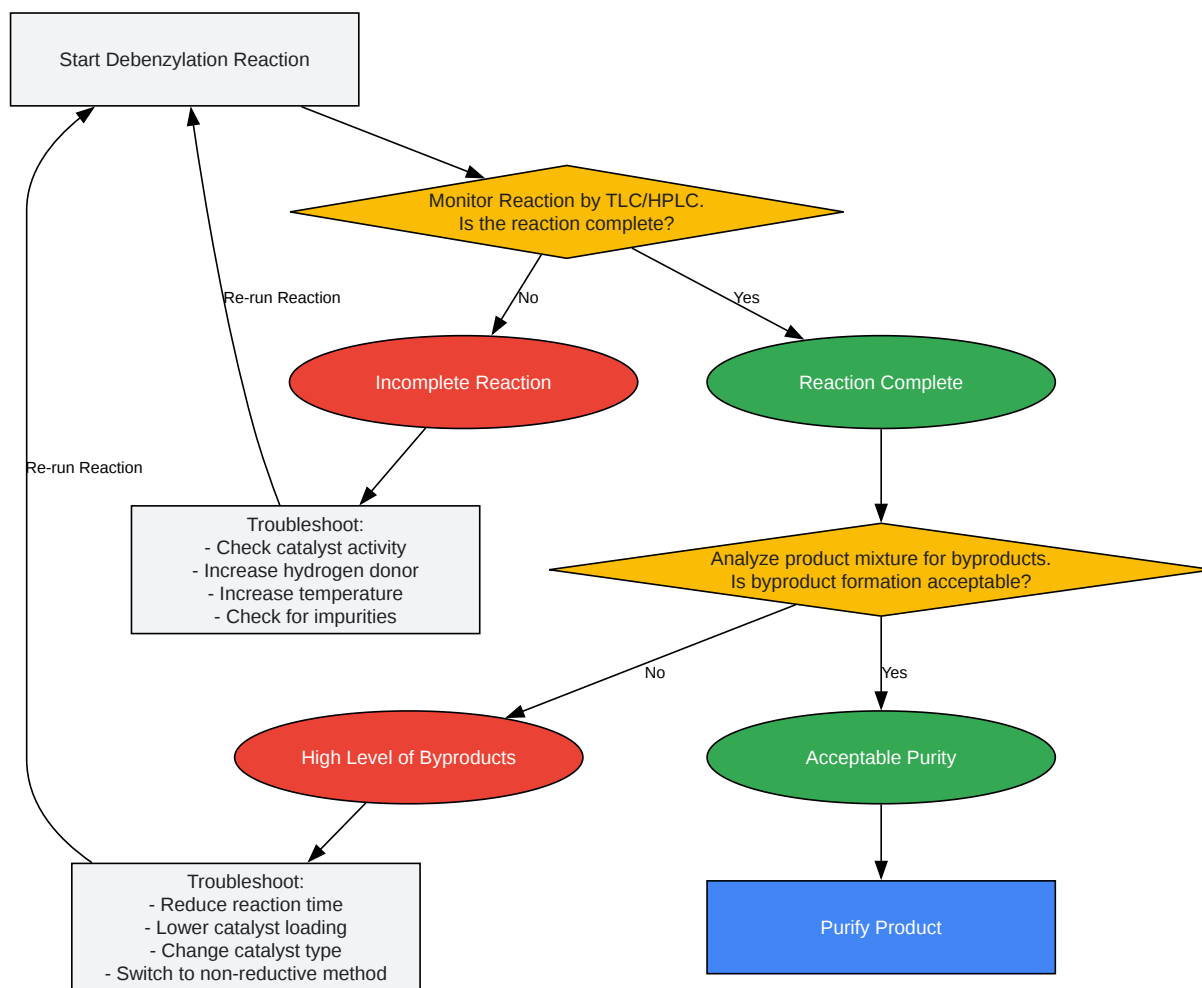 Start Debenzylation Reaction
Monitor Reaction by TLC/HPLC.
Is the reaction complete?
Re-run Reaction
No
Yes
Incomplete Reaction
Reaction Complete
Re-run Reaction
Troubleshoot:
- Check catalyst activity
- Increase hydrogen donor
- Increase temperature
- Check for impurities
Analyze product mixture for byproducts.
Is byproduct formation acceptable?
No
Yes
High Level of Byproducts
Acceptable Purity
Troubleshoot:
- Reduce reaction time
- Lower catalyst loading
- Change catalyst type
- Switch to non-reductive method
Purify Product